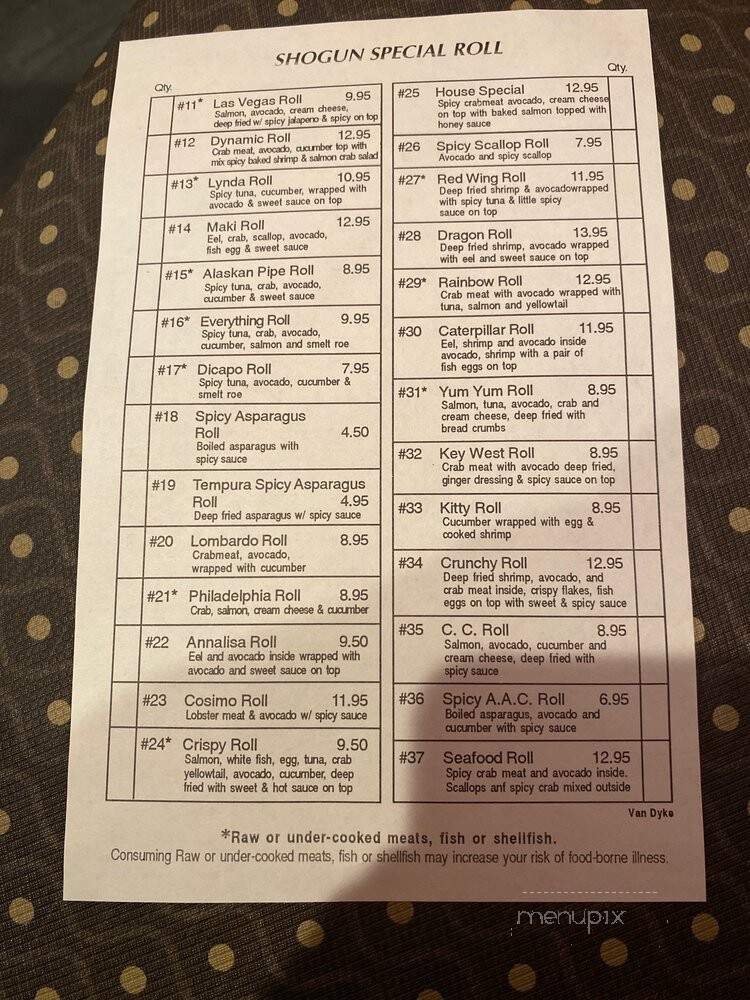 SHOGUN SPECIAL ROLL
Qty.
#11* Las Vegas Roll 9.95
Salmon, avocado, cream cheese,
deep fried w/ spicy jalapeno & spicy on top
#12 Dynamic Roll 12.95
Crab meat, avocado, cucumber top with
mix spicy baked shrimp & salmon crab salad
#13* Lynda Roll 10.95
Spicy tuna, cucumber, wrapped with
avocado & sweet sauce on top
#14 Maki Roll 12.95
Eel, crab, scallop, avocado,
fish egg & sweet sauce
#15* Alaskan Pipe Roll 8.95
Spicy tuna, crab, avocado,
cucumber & sweet sauce
#16* Everything Roll 9.95
Spicy tuna, crab, avocado,
cucumber, salmon and smelt roe
#17* Dicapo Roll 7.95
Spicy tuna, avocado, cucumber &
smelt roe
#18 Spicy Asparagus
Roll 4.50
Boiled asparagus with
spicy sauce
#19 Tempura Spicy Asparagus
Roll 4.95
Deep fried asparagus w/ spicy sauce
#20 Lombardo Roll 8.95
Crabmeat, avocado,
wrapped with cucumber
#21* Philadelphia Roll 8.95
Crab, salmon, cream cheese & cucumber
#22 Annalisa Roll 9.50
Eel and avocado inside wrapped with
avocado and sweet sauce on top
#23 Cosimo Roll 11.95
Lobster meat & avocado w/ spicy sauce
#24* Crispy Roll 9.50
Salmon, white fish, egg, tuna, crab
yellowtail, avocado, cucumber, deep
fried with sweet & hot sauce on top
Qty.
#25 House Special 12.95
Spicy crabmeat avocado, cream cheese
on top with baked salmon topped with
honey sauce
#26 Spicy Scallop Roll 7.95
Avocado and spicy scallop
#27* Red Wing Roll 11.95
Deep fried shrimp & avocadowrapped
with spicy tuna & little spicy
sauce on top
#28 Dragon Roll 13.95
Deep fried shrimp, avocado wrapped
with eel and sweet sauce on top
#29* Rainbow Roll 12.95
Crab meat with avocado wrapped with
tuna, salmon and yellowtail
#30 Caterpillar Roll 11.95
Eel, shrimp and avocado inside
avocado, shrimp with a pair of
fish eggs on top
#31* Yum Yum Roll 8.95
Salmon, tuna, avocado, crab and
cream cheese, deep fried with
bread crumbs
#32 Key West Roll 8.95
Crab meat with avocado deep fried,
ginger dressing & spicy sauce on top
#33 Kitty Roll 8.95
Cucumber wrapped with egg &
cooked shrimp
#34 Crunchy Roll 12.95
Deep fried shrimp, avocado, and
crab meat inside, crispy flakes, fish
eggs on top with sweet & spicy sauce
#35 C. C. Roll 8.95
Salmon, avocado, cucumber and
cream cheese, deep fried with
spicy sauce
#36 Spicy A.A.C. Roll 6.95
Boiled asparagus, avocado and
cucumber with spicy sauce
#37 Seafood Roll 12.95
Spicy crab meat and avocado inside.
Scallops anf spicy crab mixed outside
Van Dyke
*Raw or under-cooked meats, fish or shellfish.
Consuming Raw or under-cooked meats, fish or shellfish may increase your risk of food-borne illness.
menupix